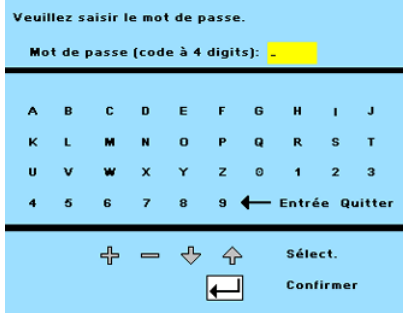 Veuillez saisir le mot de passe.
Mot de passe (code à 4 digits): _
A B C D E F G H I J
K L M N O P Q R S T
U V W X Y Z 0 1 2 3
4 5 6 7 8 9 ← Entrée Quitter
Sélect.
Confirmer